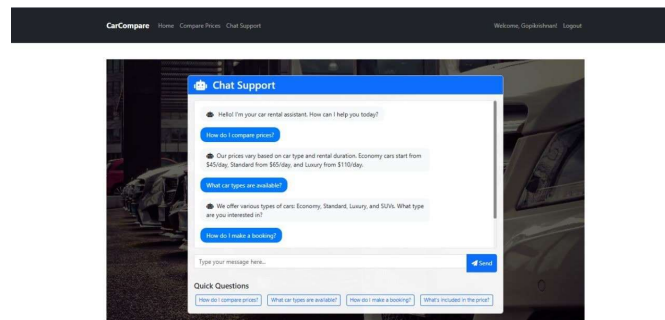 CarCompare Home Compare Prices Chat Support Welcome, Gopikrishnan! Logout
Chat Support
Hello! I'm your car rental assistant. How can I help you today?
How do I compare prices?
Our prices vary based on car type and rental duration. Economy cars start from
$45/day, Standard from $65/day, and Luxury from $110/day.
What car types are available?
We offer various types of cars: Economy, Standard, Luxury, and SUVs. What type
are you interested in?
How do I make a booking?
Type your message here...
Send
Quick Questions
How do I compare prices? What car types are available? How do I make a booking? What's included in the price?